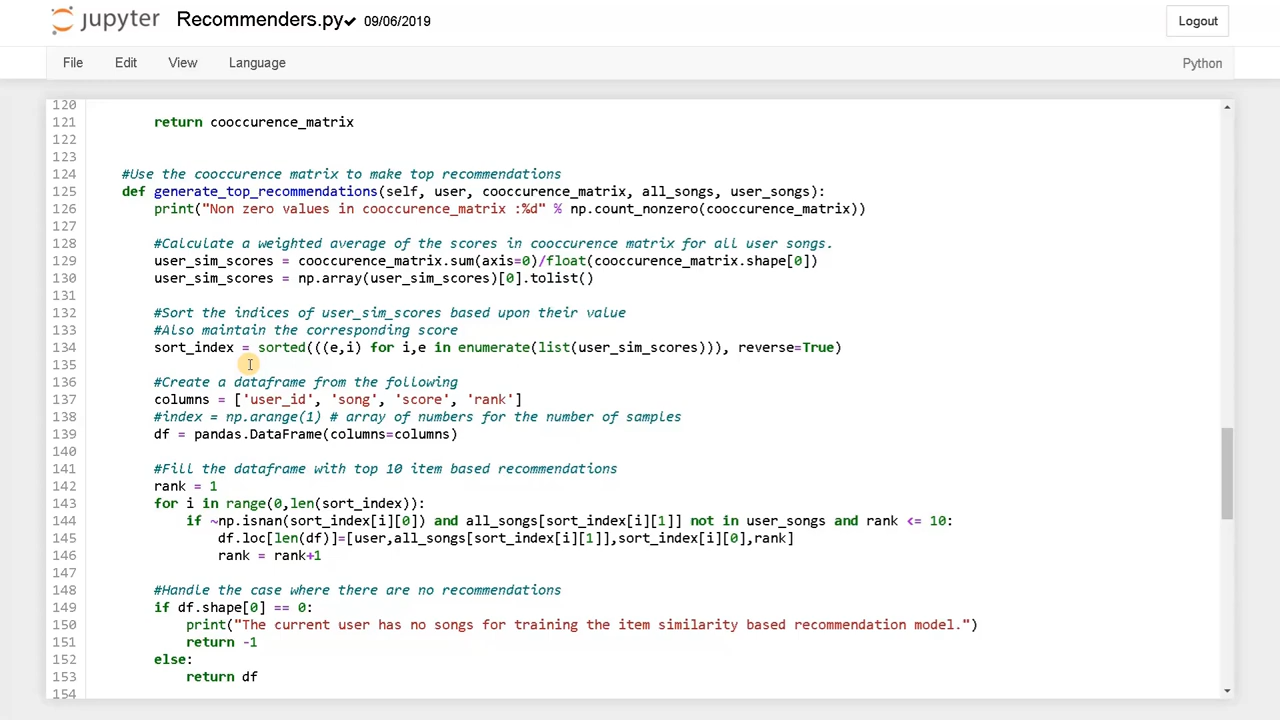 jupyter Recommenders.py✔ 09/06/2019 Logout
File Edit View Language Python
120
121 return cooccurence_matrix
122
123
124 #Use the cooccurence matrix to make top recommendations
125 def generate_top_recommendations(self, user, cooccurence_matrix, all_songs, user_songs):
126 print("Non zero values in cooccurence_matrix :%d" % np.count_nonzero(cooccurence_matrix))
127
128 #Calculate a weighted average of the scores in cooccurence matrix for all user songs.
129 user_sim_scores = cooccurence_matrix.sum(axis=0)/float(cooccurence_matrix.shape[0])
130 user_sim_scores = np.array(user_sim_scores)[0].tolist()
131
132 #Sort the indices of user_sim_scores based upon their value
133 #Also maintain the corresponding score
134 sort_index = sorted(((e,i) for i,e in enumerate(list(user_sim_scores))), reverse=True)
135
136 #Create a dataframe from the following
137 columns = ['user_id', 'song', 'score', 'rank']
138 #index = np.arange(1) # array of numbers for the number of samples
139 df = pandas.DataFrame(columns=columns)
140
141 #Fill the dataframe with top 10 item based recommendations
142 rank = 1
143 for i in range(0,len(sort_index)):
144 if ~np.isnan(sort_index[i][0]) and all_songs[sort_index[i][1]] not in user_songs and rank <= 10:
145 df.loc[len(df)]=[user,all_songs[sort_index[i][1]],sort_index[i][0],rank]
146 rank = rank+1
147
148 #Handle the case where there are no recommendations
149 if df.shape[0] == 0:
150 print("The current user has no songs for training the item similarity based recommendation model.")
151 return -1
152 else:
153 return df
154